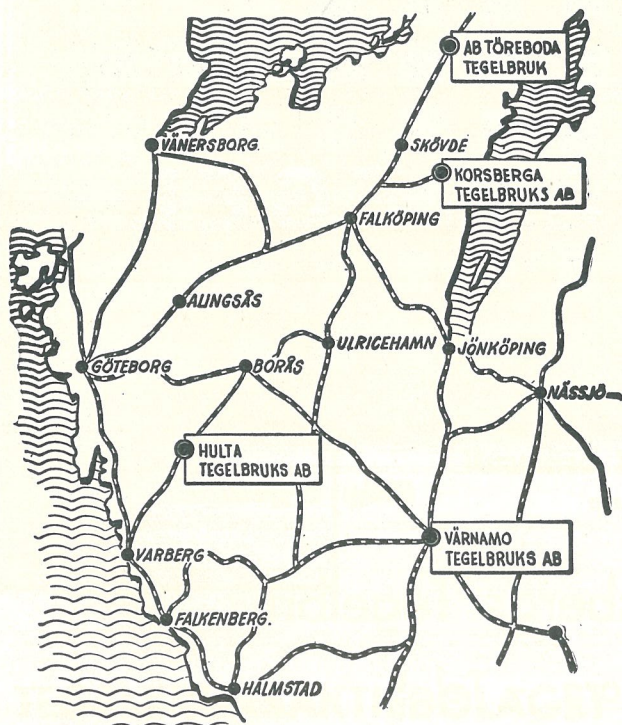 AB TÖREBODA
TEGELBRUK
VÄNERSBORG.
SKÖVDE
KORSBERGA
TEGELBRUKS AB
FALKÖPING
ALINGSÅS
ULRICEHAMN
JÖNKÖPING
GÖTEBORG
BORÅS
NÄSSJÖ
HULTA
TEGELBRUKS AB
VÄRNAMO
TEGELBRUKS AB
VARBERG
FALKENBERG.
HALMSTAD